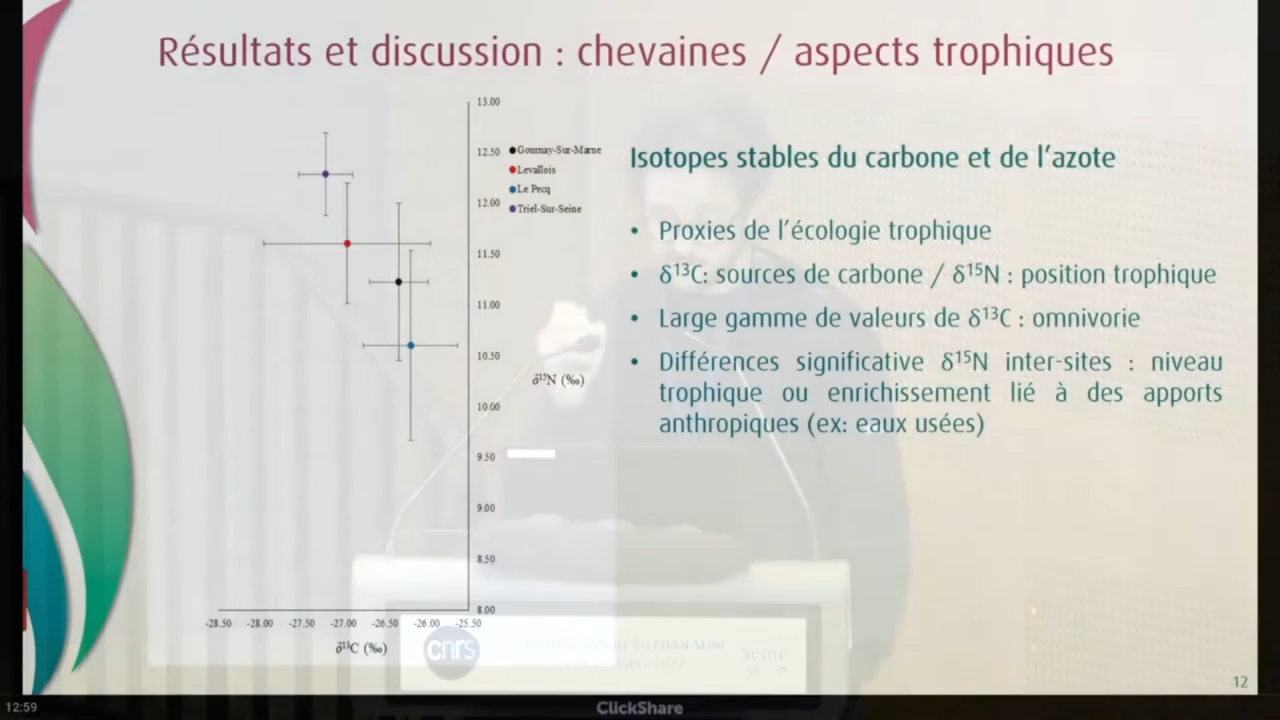 Résultats et discussion : chevaines / aspects trophiques
13.00
12.50
12.00
11.50
11.00
10.50
10.00
9.50
9.00
8.50
8.00
Gournay-Sur-Marne
Levallois
Le Pecq
Triel-Sur-Seine
δ¹⁵N (‰)
-28.50 -28.00 -27.50 -27.00 -26.50 -26.00 -25.50
δ¹³C (‰)
Isotopes stables du carbone et de l'azote
• Proxies de l'écologie trophique
• δ¹³C: sources de carbone / δ¹⁵N : position trophique
• Large gamme de valeurs de δ¹³C : omnivorie
• Différences significative δ¹⁵N inter-sites : niveau
trophique ou enrichissement lié à des apports
anthropiques (ex: eaux usées)
cnrs
Seine
12
12:59
ClickShare